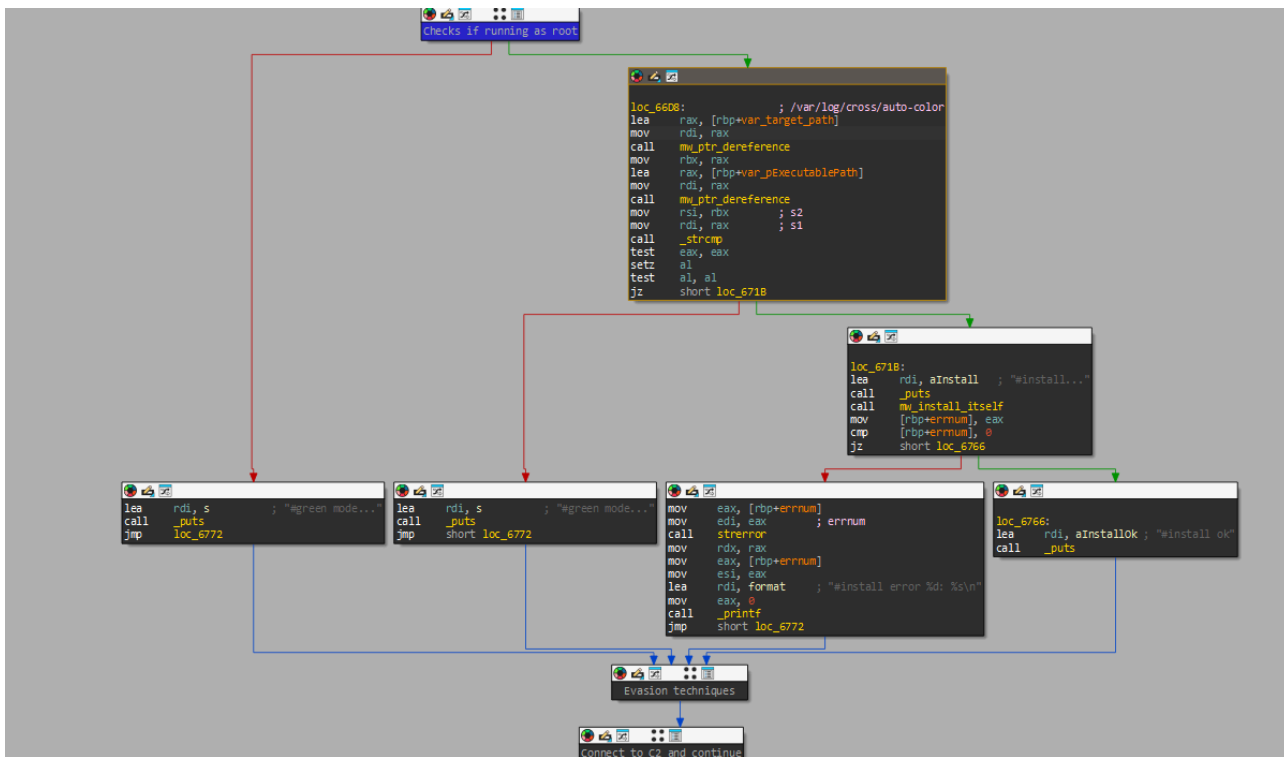 Checks if running as root
loc_66D8: ; /var/log/cross/auto-color
lea rax, [rbp+var_target_path]
mov rdi, rax
call mw_ptr_dereference
mov rbx, rax
lea rax, [rbp+var_pExecutablePath]
mov rdi, rax
call mw_ptr_dereference
mov rsi, rbx ; s2
mov rdi, rax ; s1
call _strcmp
test eax, eax
setz al
test al, al
jz short loc_671B
loc_671B:
lea rdi, aInstall ; "#install..."
call _puts
call mw_install_itself
mov [rbp+errnum], eax
cmp [rbp+errnum], 0
jz short loc_6766
lea rdi, s ; "#green mode..."
call _puts
jmp loc_6772
lea rdi, s ; "#green mode..."
call _puts
jmp short loc_6772
mov eax, [rbp+errnum]
mov edi, eax ; errnum
call strerror
mov rdx, rax
mov eax, [rbp+errnum]
mov esi, eax
lea rdi, format ; "#install error %d: %s\n"
mov eax, 0
call _printf
jmp short loc_6772
loc_6766:
lea rdi, aInstallOk ; "#install ok"
call _puts
Evasion techniques
Connect to C2 and continue